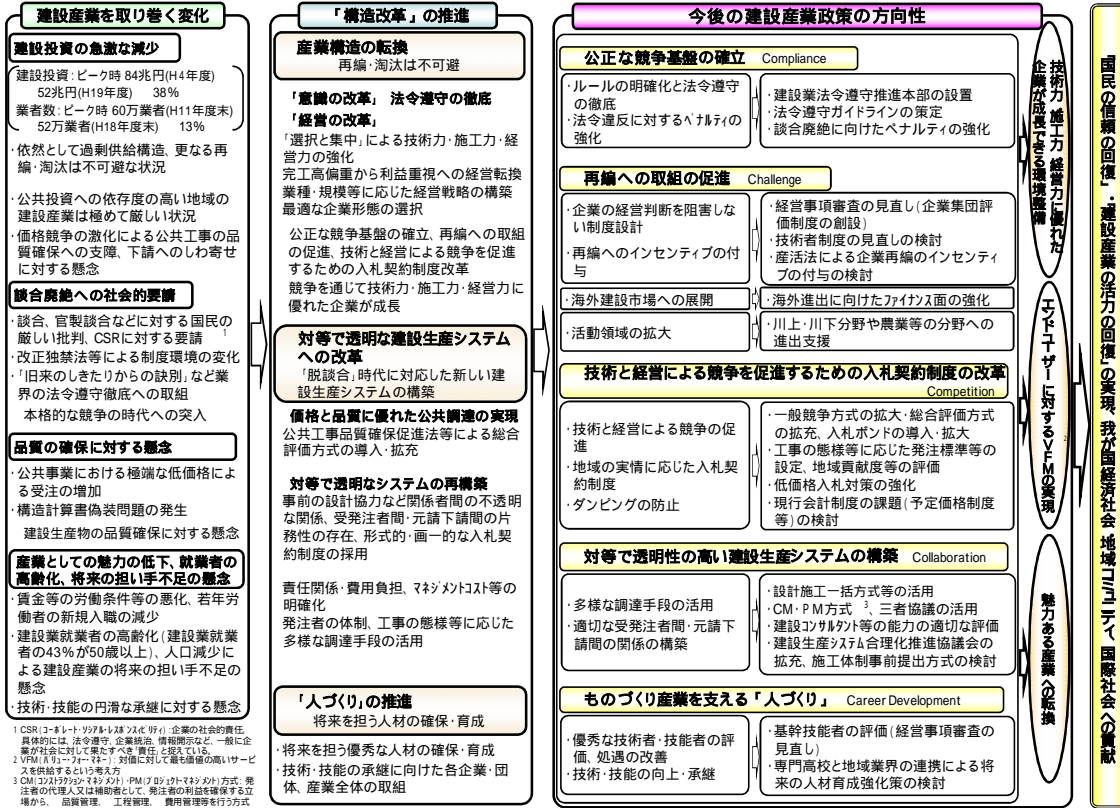 建設産業を取り巻く変化
建設投資の急激な減少
建設投資:ピーク時 84兆円(H4年度)
52兆円(H19年度) 38%
業者数:ピーク時 60万業者(H11年度末)
52万業者(H18年度末) 13%
・依然として過剰供給構造、更なる再
編・淘汰は不可避な状況
・公共投資への依存度の高い地域の
建設産業は極めて厳しい状況
・価格競争の激化による公共工事の品
質確保への支障、下請へのしわ寄せ
に対する懸念
談合廃絶への社会的要請
・談合、官製談合などに対する国民の
厳しい批判、CSRに対する要請 1
・改正独禁法等による制度環境の変化
・「旧来のしきたりからの訣別」など業
界の法令遵守徹底への取組
本格的な競争の時代への突入
品質の確保に対する懸念
・公共事業における極端な低価格によ
る受注の増加
・構造計算書偽装問題の発生
建設生産物の品質確保に対する懸念
産業としての魅力の低下、就業者の
高齢化、将来の担い手不足の懸念
・賃金等の労働条件等の悪化、若年労
働者の新規入職の減少
・建設業就業者の高齢化(建設業就業
者の43%が50歳以上)、人口減少によ
る建設産業の将来の担い手不足の
懸念
・技術・技能の円滑な承継に対する懸念
1 CSR(コーポレート・ソシアル・レスポンスィビリティ):企業の社会的責任。
具体的には、法令遵守、企業統治、情報開示など、一般に企
業が社会に対して果たすべき「責任」と捉えている。
2 VFM(バリュー・フォー・マネー):対価に対して最も価値の高いサービ
スを供給するという考え方
3 CM(コンストラクション・マネジメント)・PM(プロジェクトマネジメント)方式:発
注者の代理人又は補助者として、発注者の利益を確保する立
場から、 品質管理、 工程管理、 費用管理等を行う方式
「構造改革」の推進
産業構造の転換
再編・淘汰は不可避
「意識の改革」 法令遵守の徹底
「経営の改革」
「選択と集中」による技術力・施工力・経
営力の強化
完工高偏重から利益重視への経営転換
業種・規模等に応じた経営戦略の構築
最適な企業形態の選択
公正な競争基盤の確立、再編への取組
の促進、技術と経営による競争を促進
するための入札契約制度改革
競争を通じて技術力・施工力・経営力に
優れた企業が成長
対等で透明な建設生産システム
への改革
「脱談合」時代に対応した新しい建
設生産システムの構築
価格と品質に優れた公共調達の実現
公共工事品質確保促進法等による総合
評価方式の導入・拡充
対等で透明なシステムの再構築
事前の設計協力など関係者間の不透明
な関係、受発注者間・元請下請間の片
務性の存在、形式的・画一的な入札契
約制度の採用
責任関係・費用負担、マネジメントコスト等の
明確化
発注者の体制、工事の態様等に応じた
多様な調達手段の活用
「人づくり」の推進
将来を担う人材の確保・育成
・将来を担う優秀な人材の確保・育成
・技術・技能の承継に向けた各企業・団
体、産業全体の取組
今後の建設産業政策の方向性
公正な競争基盤の確立 Compliance
・ルールの明確化と法令遵守
の徹底
・法令違反に対するペナルティの
強化
・建設業法令遵守推進本部の設置
・法令遵守ガイドラインの策定
・談合廃絶に向けたペナルティの強化
再編への取組の促進 Challenge
・企業の経営判断を阻害しな
い制度設計
・再編へのインセンティブの付
与
・経営事項審査の見直し(企業集団評
価制度の創設)
・技術者制度の見直しの検討
・産活法による企業再編のインセンティ
ブの付与の検討
・海外建設市場への展開
・海外進出に向けたファイナンス面の強化
・活動領域の拡大
・川上・川下分野や農業等の分野への
進出支援
技術と経営による競争を促進するための入札契約制度の改革
Competition
・技術と経営による競争の促
進
・地域の実情に応じた入札契
約制度
・ダンピングの防止
・一般競争方式の拡大・総合評価方式
の拡充、入札ボンドの導入・拡大
・工事の態様等に応じた発注標準等の
設定、地域貢献度等の評価
・低価格入札対策の強化
・現行会計制度の課題(予定価格制度
等)の検討
対等で透明性の高い建設生産システムの構築 Collaboration
・多様な調達手段の活用
・適切な受発注者間・元請下
請間の関係の構築
・設計施工一括方式等の活用
・CM・PM方式 3、三者協議の活用
・建設コンサルタント等の能力の適切な評価
・建設生産システム合理化推進協議会の
拡充、施工体制事前提出方式の検討
ものづくり産業を支える「人づくり」 Career Development
・優秀な技術者・技能者の評
価、処遇の改善
・技術・技能の向上・承継
・基幹技能者の評価(経営事項審査の
見直し)
・専門高校と地域業界の連携による将
来の人材育成強化策の検討
技術力・施工力・経営力に優れた
企業が成長できる環境整備
エンドユーザーに対するVFMの実現 2
魅力ある産業への転換
「国民の信頼の回復」・「建設産業の活力の回復」の実現、我が国経済社会・地域コミュニティ、国際社会への貢献